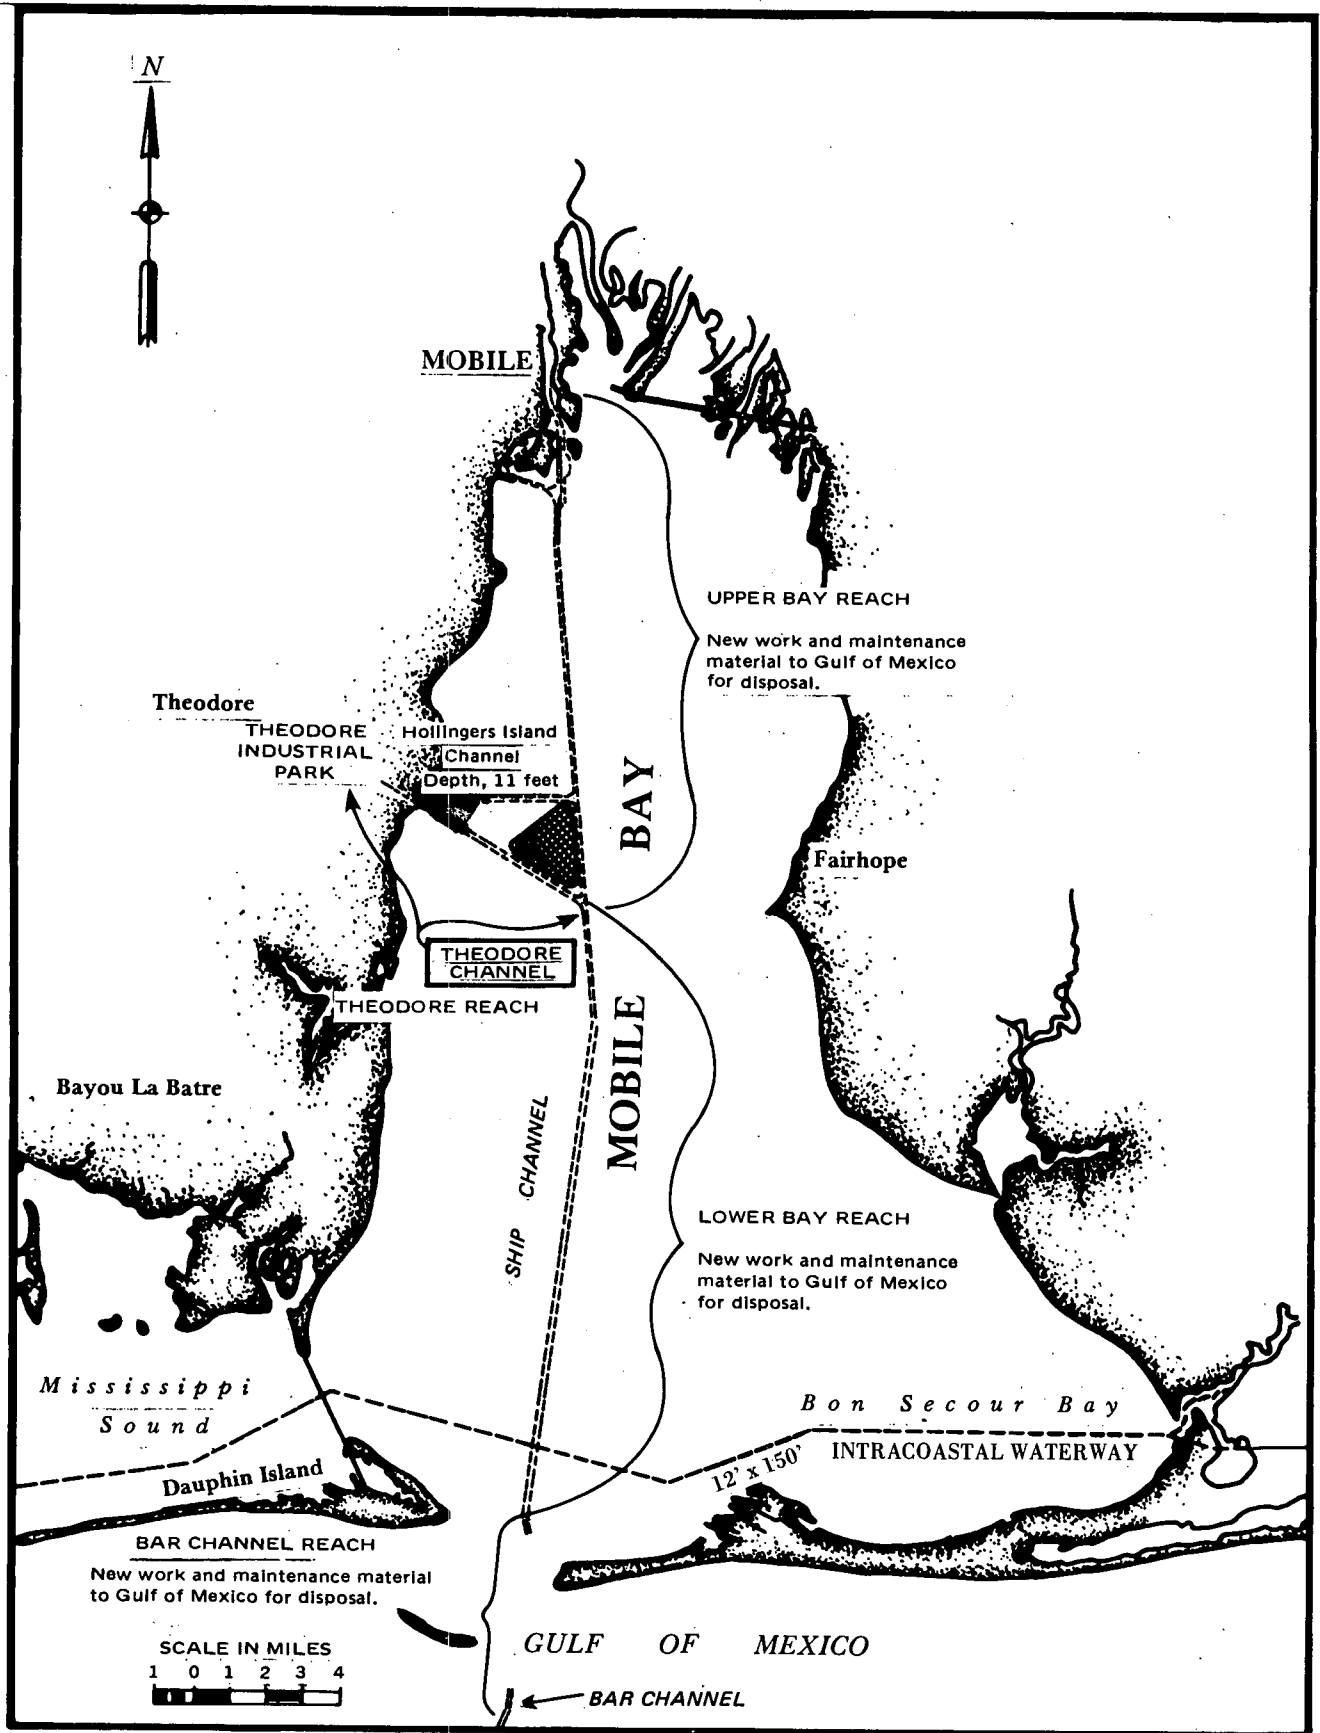 N
MOBILE
UPPER BAY REACH
New work and maintenance
material to Gulf of Mexico
for disposal.
Theodore
THEODORE
INDUSTRIAL
PARK
Hollingers Island
Channel
Depth, 11 feet
BAY
Fairhope
THEODORE
CHANNEL
THEODORE REACH
MOBILE
Bayou La Batre
SHIP CHANNEL
LOWER BAY REACH
New work and maintenance
material to Gulf of Mexico
for disposal.
Mississippi
Sound
Bon Secour Bay
INTRACOASTAL WATERWAY
12' x 150'
Dauphin Island
BAR CHANNEL REACH
New work and maintenance material
to Gulf of Mexico for disposal.
GULF OF MEXICO
SCALE IN MILES
1 0 1 2 3 4
BAR CHANNEL